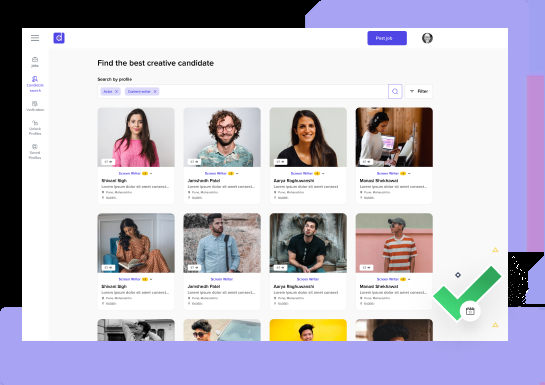 Post job
Jobs
Find the best creative candidate
Candidate
search
Search by profile
Actor
Content writer
Filter
Verification
Unlock
Profiles
Saved
Profiles
Screen Writer
Shivani Sigh
Lorem ipsum dolor sit amet consect...
Pune, Maharashtra
Screen Writer
Jamshedh Patel
Lorem ipsum dolor sit amet consect...
Pune, Maharashtra
Screen Writer
Aarya Raghuwanshi
Lorem ipsum dolor sit amet consect
Pune, Maharashtra
Screen Writer
Manasi Shekhawat
Lorem ipsum dolor sit amet consect...
Pune, Maharashtra
Screen Writer
Shivani Sigh
Lorem ipsum dolor sit amet consect...
Pune, Maharashtra
Screen Writer
Jamshedh Patel
Lorem ipsum dolor sit amet consect...
Pune, Maharashtra
Screen Writer
Aarya Raghuwanshi
Lorem ipsum dolor sit amet consect
Pune, Maharashtra
Screen Writer
Manasi Shekhawat
Lorem ipsum dolor sit amet consect...
Pune, Maharashtra